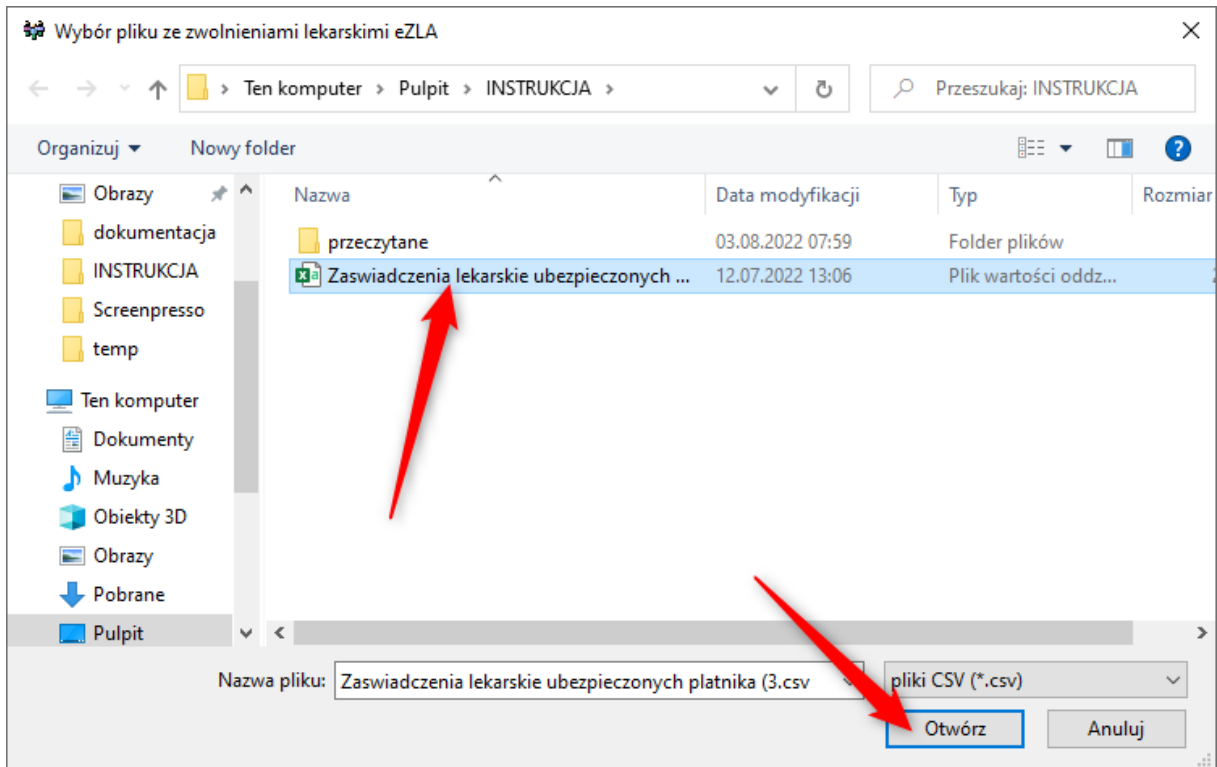 Wybór pliku ze zwolnieniami lekarskimi eZLA
Ten komputer > Pulpit > INSTRUKCJA >
Przeszukaj: INSTRUKCJA
Organizuj
Nowy folder
Nazwa
Data modyfikacji
Typ
Rozmiar
Obrazy
dokumentacja
INSTRUKCJA
Screenpresso
temp
Ten komputer
Dokumenty
Muzyka
Obiekty 3D
Obrazy
Pobrane
Pulpit
przeczytane 03.08.2022 07:59 Folder plików
Zaswiadczenia lekarskie ubezpieczonych ... 12.07.2022 13:06 Plik wartości oddz...
Nazwa pliku: Zaswiadczenia lekarskie ubezpieczonych platnika (3.csv
pliki CSV (*.csv)
Otwórz
Anuluj